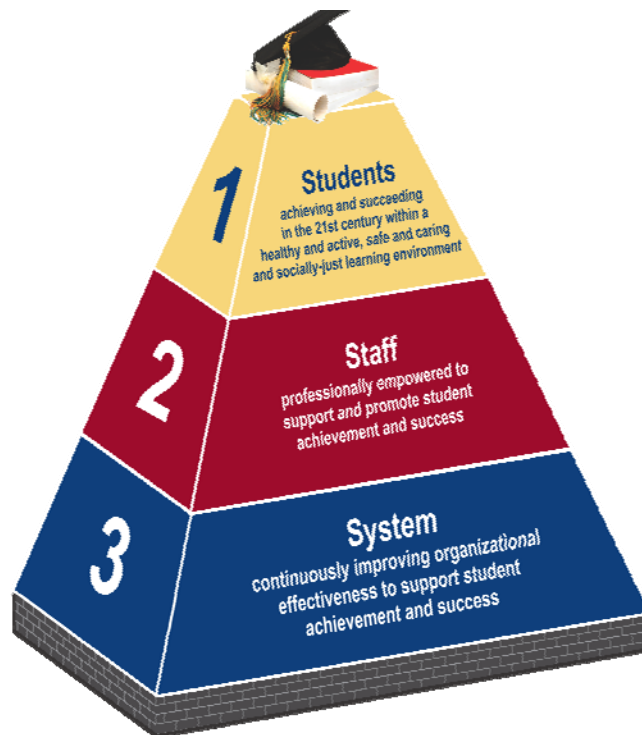 1
Students
achieving and succeeding
in the 21st century within a
healthy and active, safe and caring
and socially-just learning environment
2
Staff
professionally empowered to
support and promote student
achievement and success
3
System
continuously improving organizational
effectiveness to support student
achievement and success